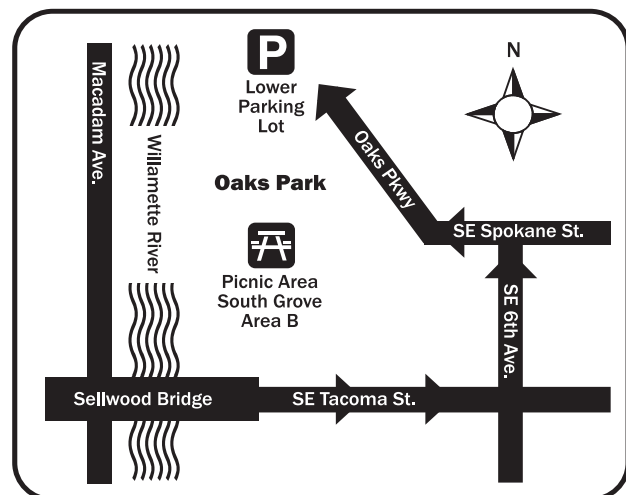 Macadam Ave.
Willamette River
P
Lower
Parking
Lot
N
Oaks Pkwy
Oaks Park
SE Spokane St.
Picnic Area
South Grove
Area B
SE 6th Ave.
Sellwood Bridge
SE Tacoma St.